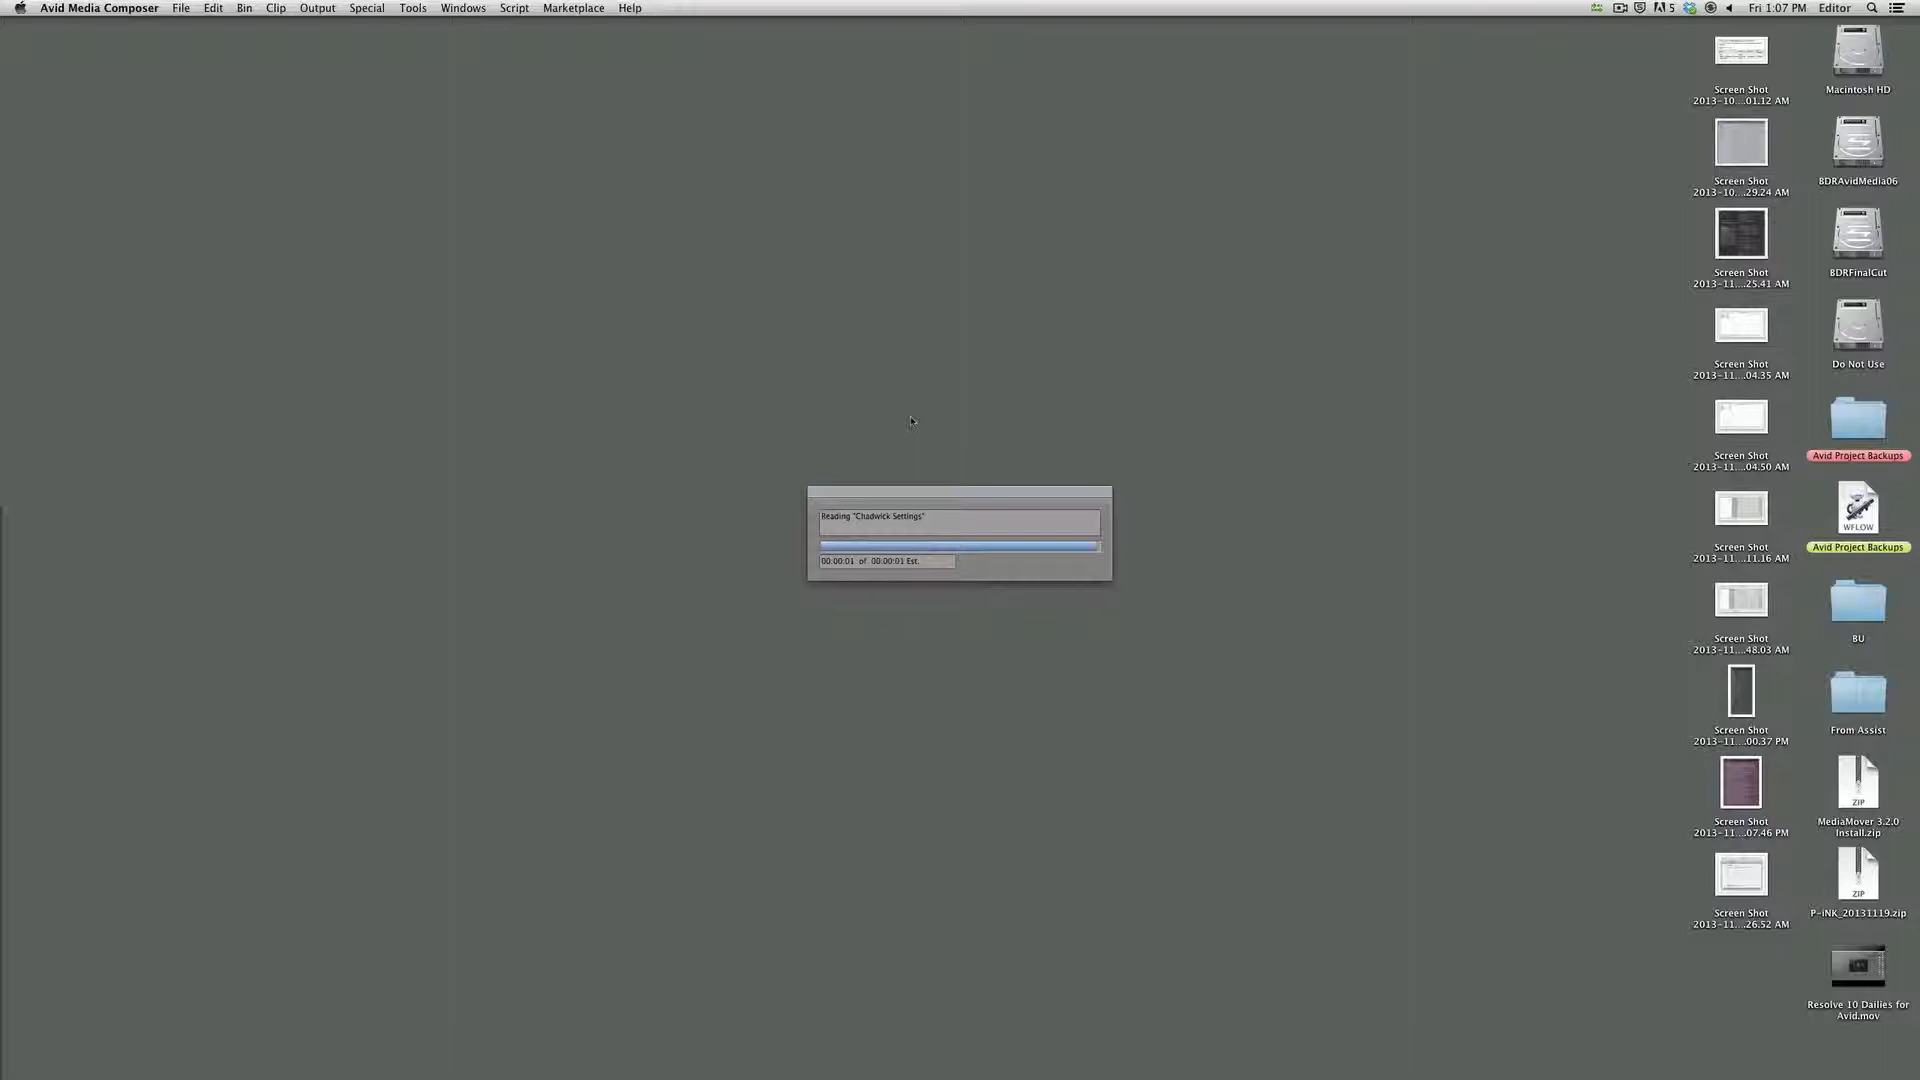 Avid Media Composer File Edit Bin Clip Output Special Tools Windows Script Marketplace Help 5 Fri 1:07 PM Editor
Screen Shot
2013-10....01.12 AM
Macintosh HD
Screen Shot
2013-10....29.24 AM
BDRAvidMedia06
Screen Shot
2013-11....25.41 AM
BDRFinalCut
Screen Shot
2013-11....04.35 AM
Do Not Use
Screen Shot
2013-11....04.50 AM
Avid Project Backups
Reading "Chadwick Settings"
00:00:01 of 00:00:01 Est.
Screen Shot
2013-11....11.16 AM
WFLOW
Avid Project Backups
Screen Shot
2013-11....48.03 AM
BU
Screen Shot
2013-11....00.37 PM
From Assist
Screen Shot
2013-11....07.46 PM
ZIP
MediaMover 3.2.0
Install.zip
Screen Shot
2013-11....26.52 AM
ZIP
P-iNK_20131119.zip
Resolve 10 Dailies for
Avid.mov